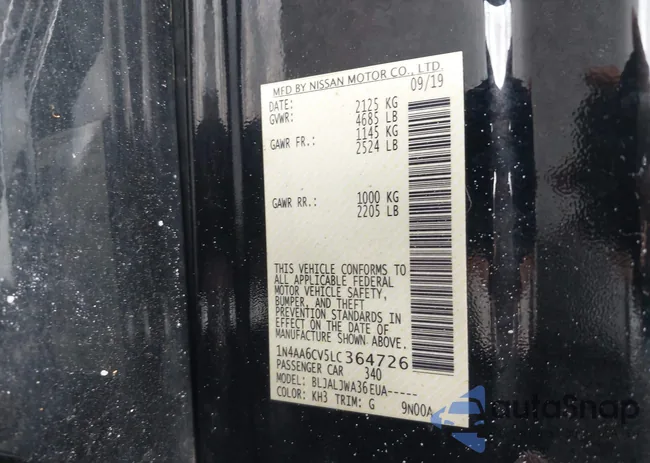 MFD BY NISSAN MOTOR CO., LTD.
DATE: 09/19
GVWR: 2125 KG
4685 LB
GAWR FR.: 1145 KG
2524 LB
GAWR RR.: 1000 KG
2205 LB
THIS VEHICLE CONFORMS TO
ALL APPLICABLE FEDERAL
MOTOR VEHICLE SAFETY,
BUMPER, AND THEFT
PREVENTION STANDARDS IN
EFFECT ON THE DATE OF
MANUFACTURE SHOWN ABOVE.
1N4AA6CV5LC364726
PASSENGER CAR 340
MODEL: BLJALJWA36EUA-----
COLOR: KH3 TRIM: G 9N00A
autoSnap
www.AutoSnap.Cars